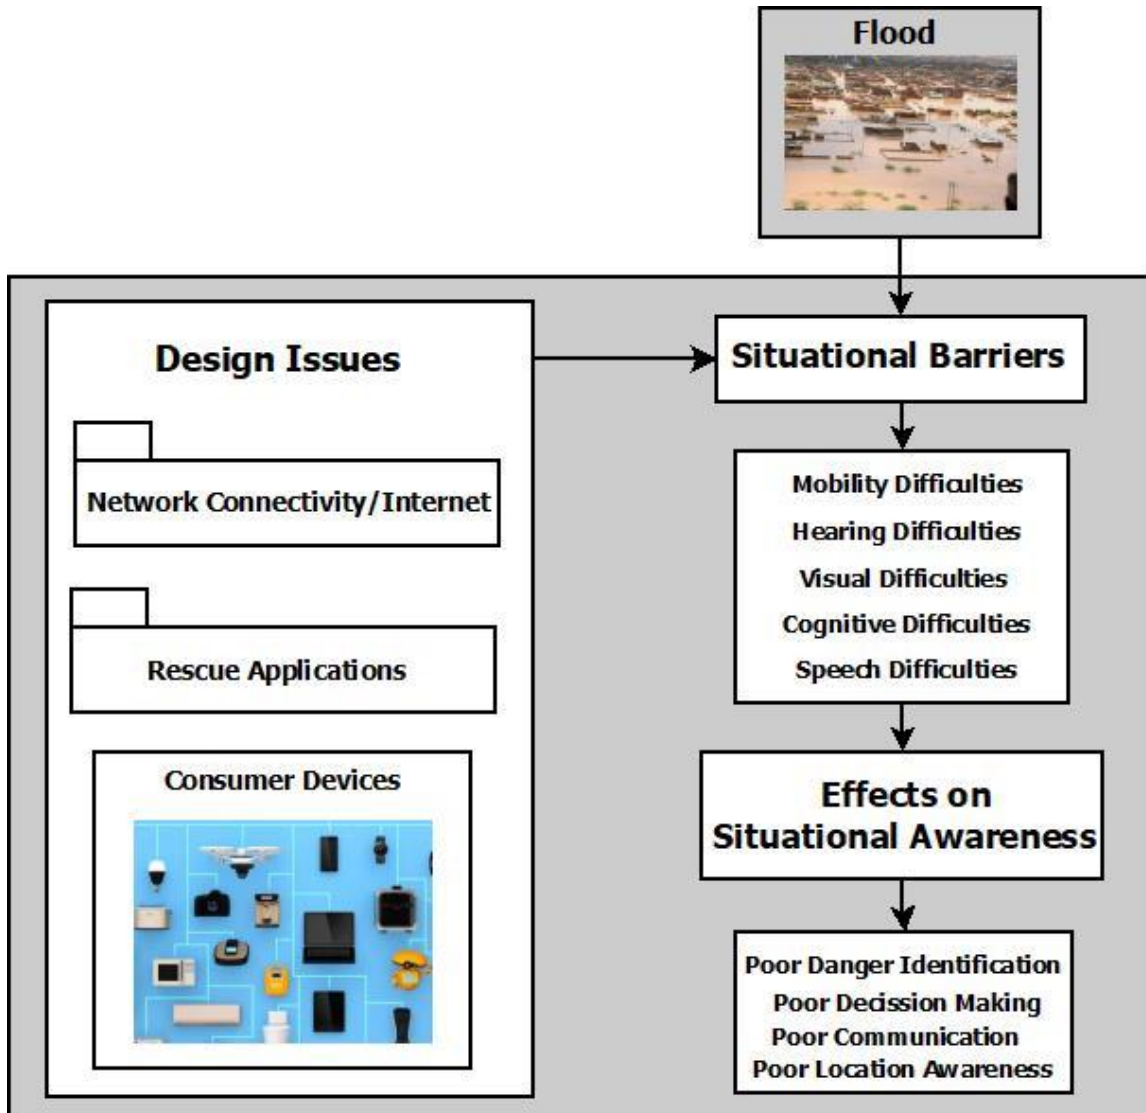 Flood
Design Issues
Network Connectivity/Internet
Rescue Applications
Consumer Devices
Situational Barriers
Mobility Difficulties
Hearing Difficulties
Visual Difficulties
Cognitive Difficulties
Speech Difficulties
Effects on
Situational Awareness
Poor Danger Identification
Poor Decission Making
Poor Communication
Poor Location Awareness